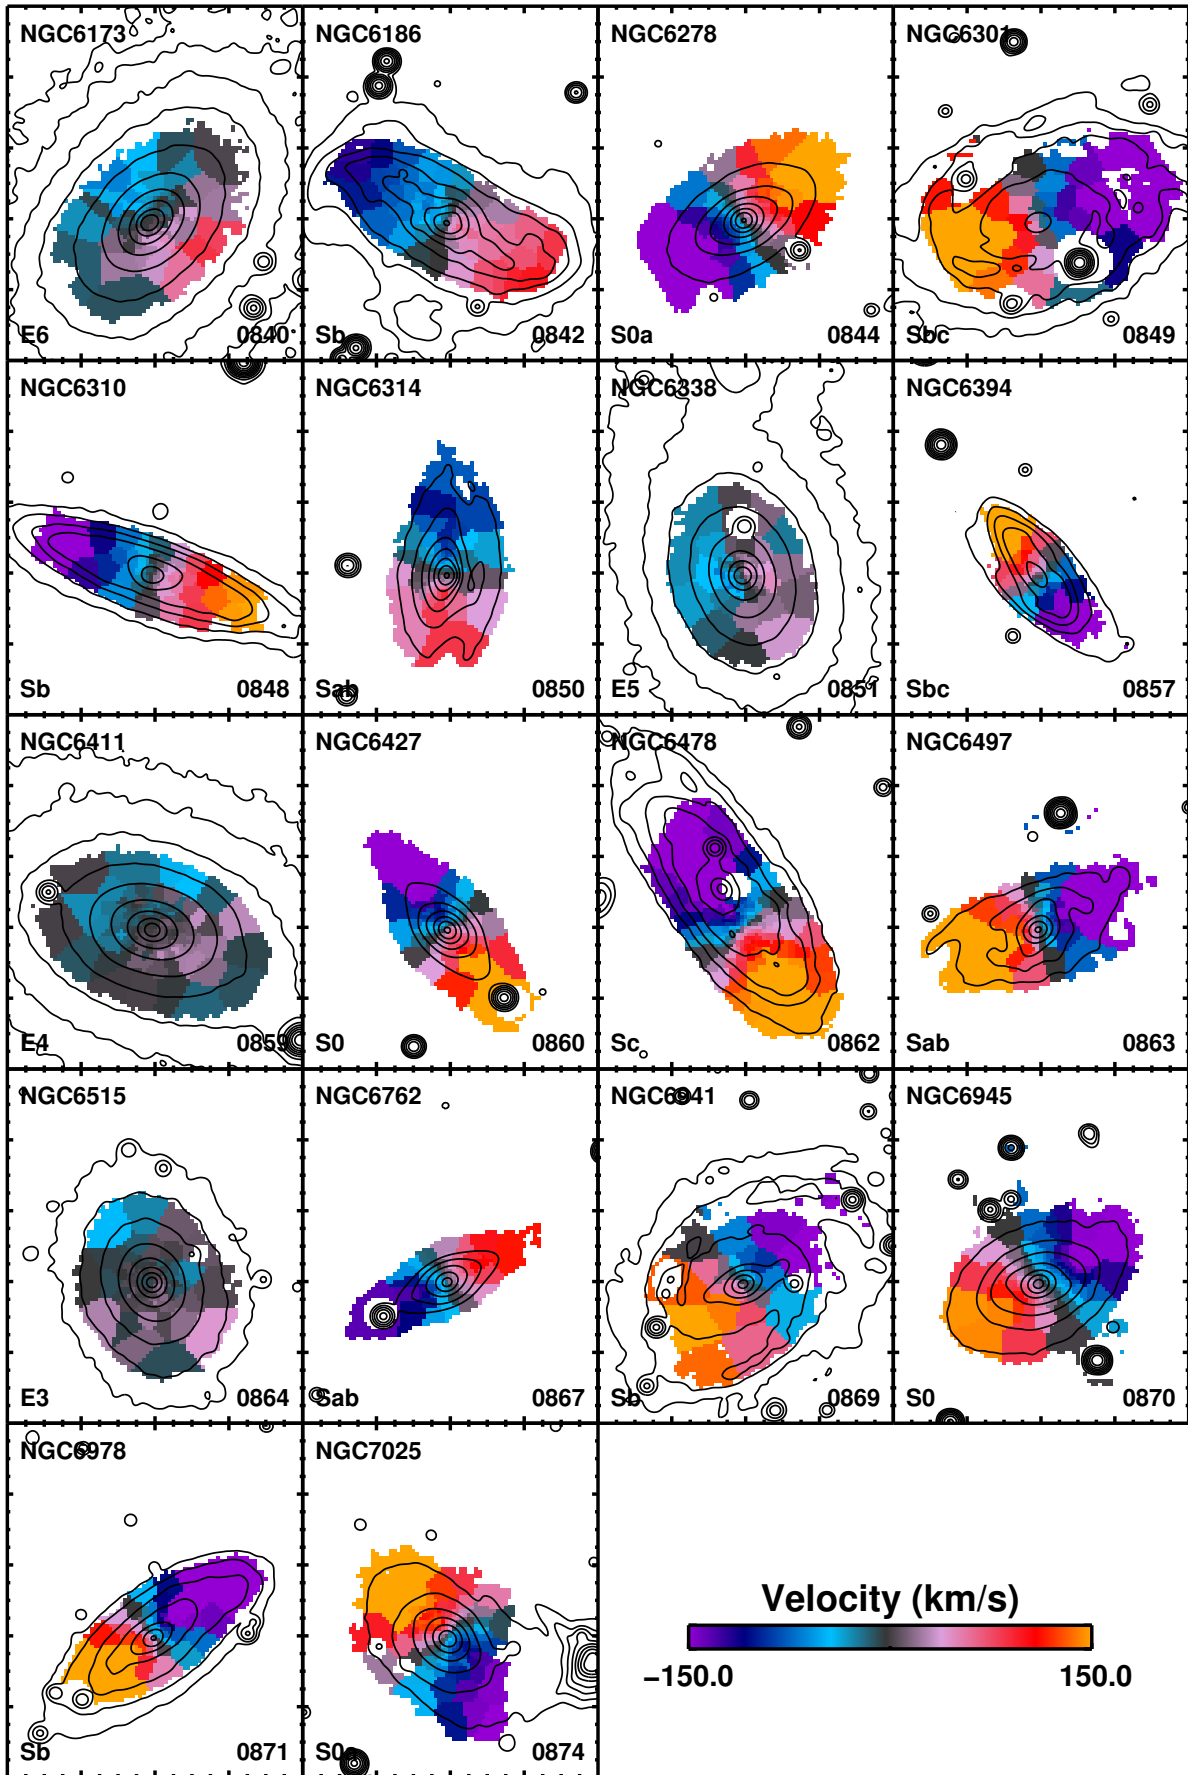 NGC6173
E6 0840
NGC6186
Sb 0842
NGC6278
S0a 0844
NGC6301
Sbc 0849
NGC6310
Sb 0848
NGC6314
Sab 0850
NGC6338
E5 0851
NGC6394
Sbc 0857
NGC6411
E4 0859
NGC6427
S0 0860
NGC6478
Sc 0862
NGC6497
Sab 0863
NGC6515
E3 0864
NGC6762
Sab 0867
NGC6941
Sb 0869
NGC6945
S0 0870
NGC6978
Sb 0871
NGC7025
S0a 0874
Velocity (km/s)
−150.0 150.0